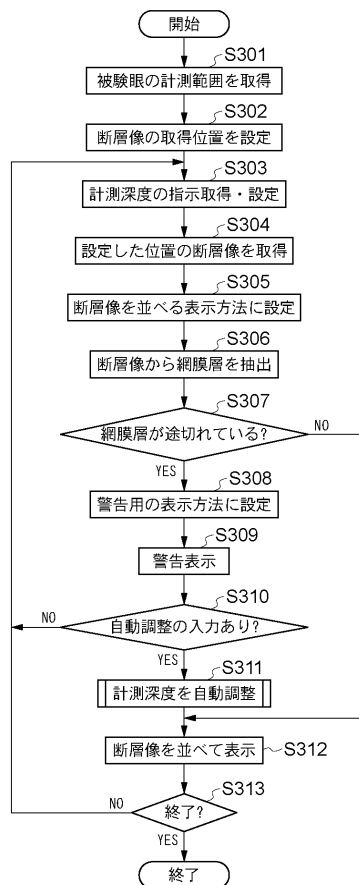 開始
S301
被験眼の計測範囲を取得
S302
断層像の取得位置を設定
S303
計測深度の指示取得・設定
S304
設定した位置の断層像を取得
S305
断層像を並べる表示方法に設定
S306
断層像から網膜層を抽出
S307
網膜層が途切れている?
NO
YES
S308
警告用の表示方法に設定
S309
警告表示
S310
自動調整の入力あり?
NO
YES
S311
計測深度を自動調整
断層像を並べて表示
S312
S313
終了?
NO
YES
終了